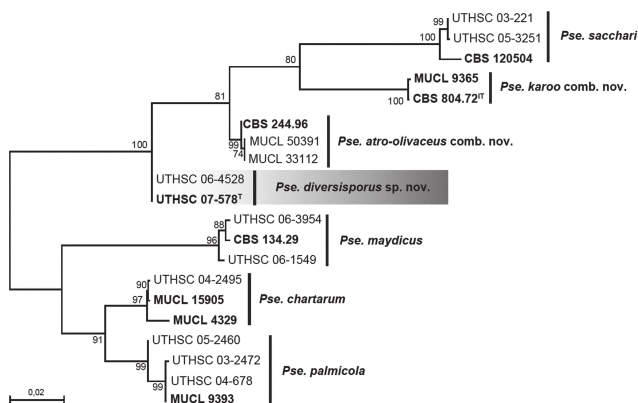 99 UTHSC 03-221
UTHSC 05-3251
100
CBS 120504
Pse. sacchari
80
MUCL 9365
CBS 804.72IT
100
Pse. karoo comb. nov.
81
CBS 244.96
99 MUCL 50391
74 MUCL 33112
Pse. atro-olivaceus comb. nov.
100
UTHSC 06-4528
UTHSC 07-578T
Pse. diversisporus sp. nov.
88 UTHSC 06-3954
CBS 134.29
96
UTHSC 06-1549
Pse. maydicus
90 UTHSC 04-2495
97 MUCL 15905
MUCL 4329
Pse. chartarum
91
UTHSC 05-2460
UTHSC 03-2472
99
UTHSC 04-678
99
MUCL 9393
Pse. palmicola
0,02